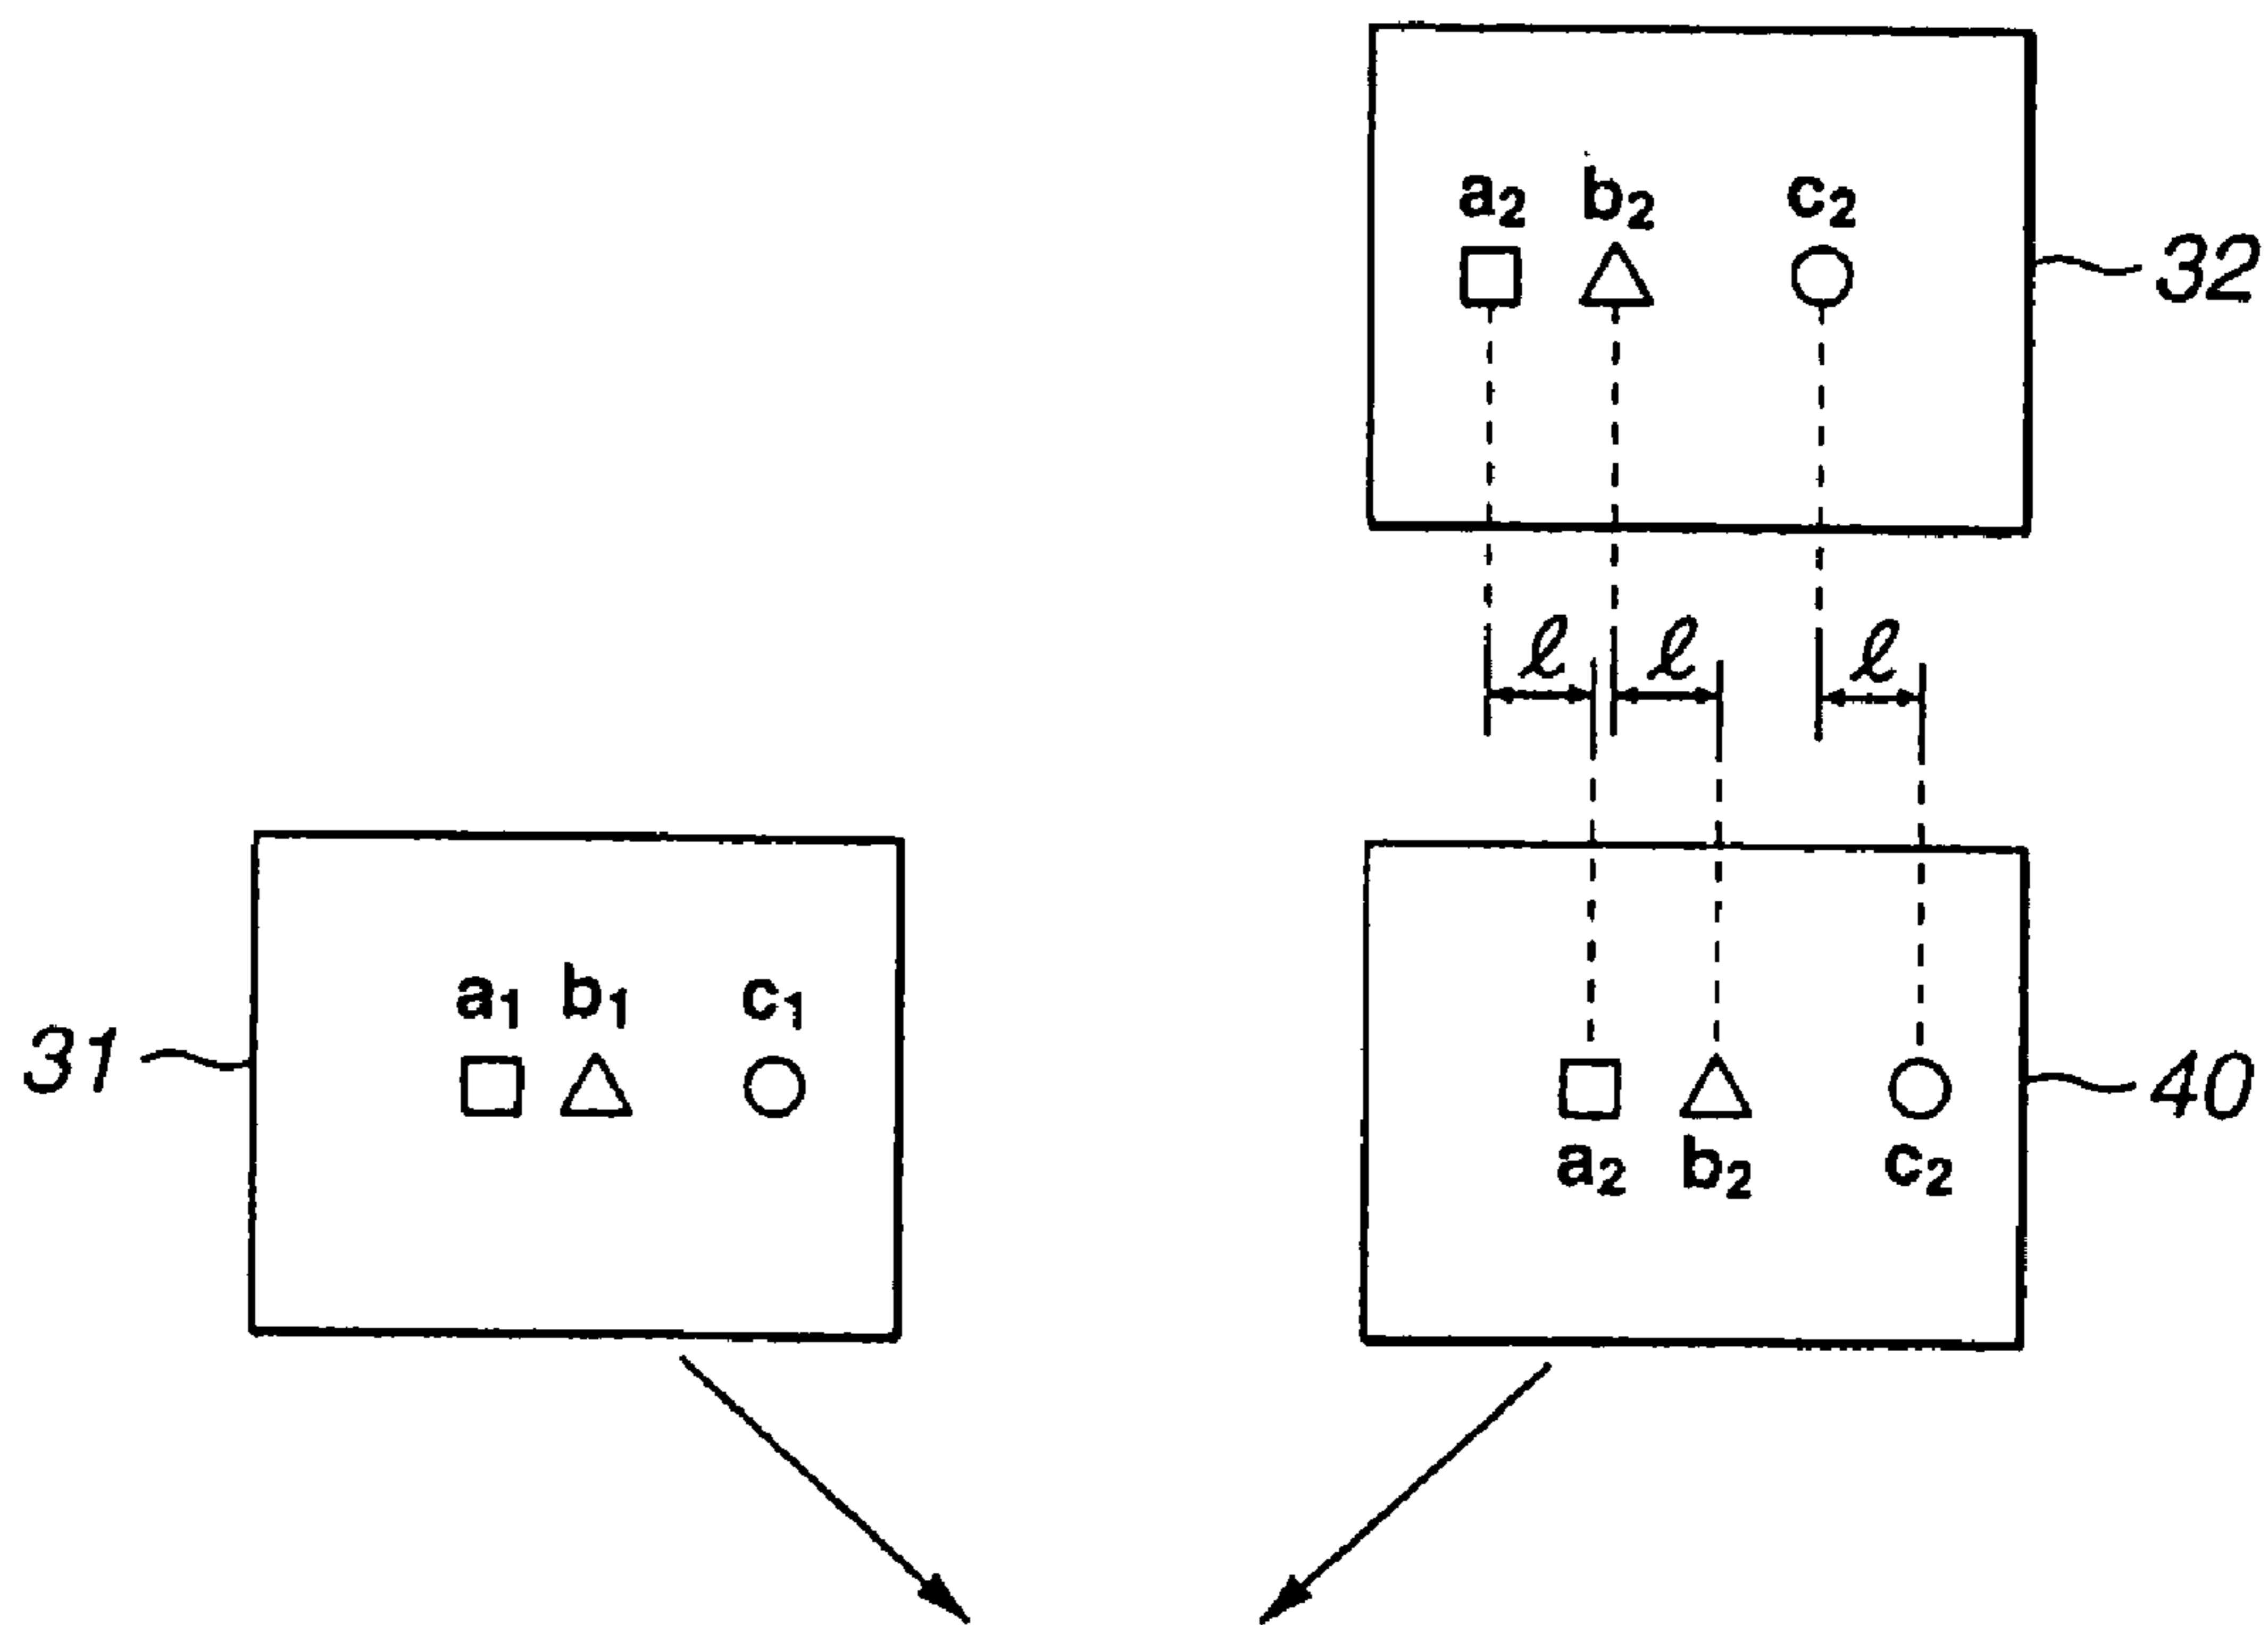 a₂ b₂ c₂
32
ℓ ℓ ℓ
a₁ b₁ c₁
31
40
a₂ b₂ c₂